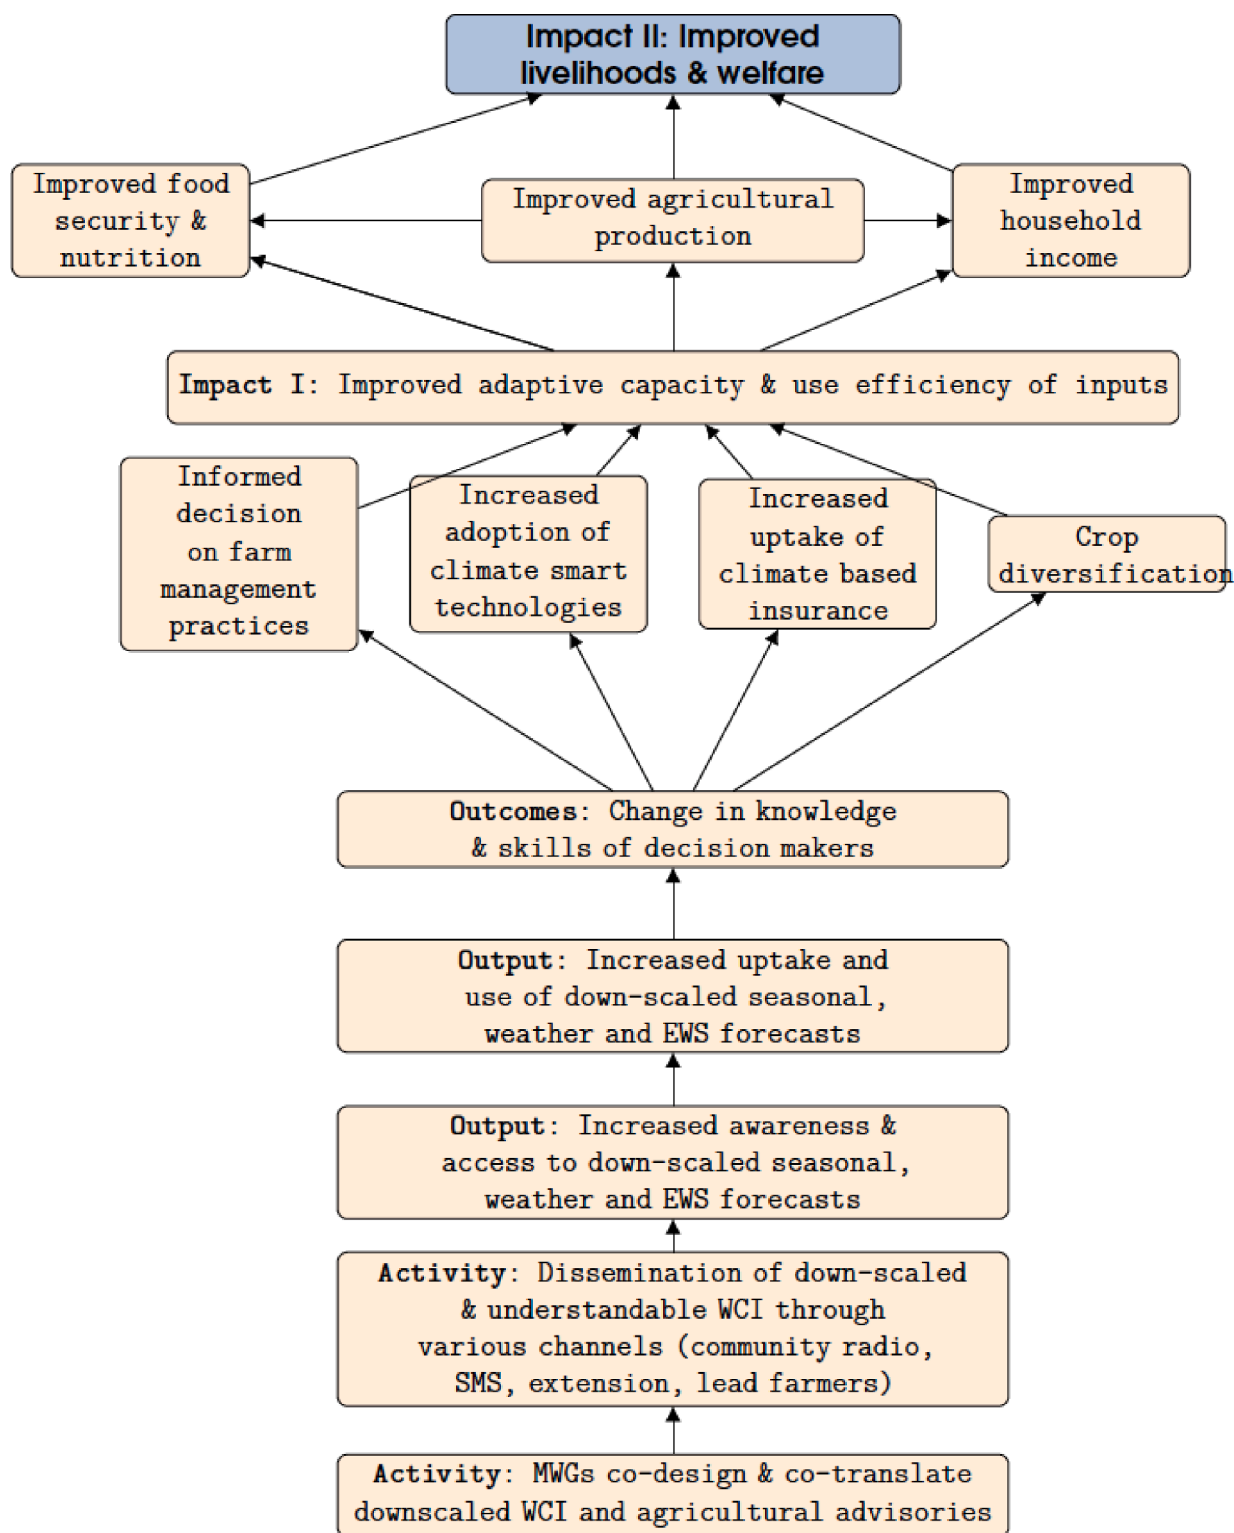 Impact II: Improved
livelihoods & welfare
Improved food
security &
nutrition
Improved agricultural
production
Improved
household
income
Impact I: Improved adaptive capacity & use efficiency of inputs
Informed
decision
on farm
management
practices
Increased
adoption of
climate smart
technologies
Increased
uptake of
climate based
insurance
Crop
diversification
Outcomes: Change in knowledge
& skills of decision makers
Output: Increased uptake and
use of down-scaled seasonal,
weather and EWS forecasts
Output: Increased awareness &
access to down-scaled seasonal,
weather and EWS forecasts
Activity: Dissemination of down-scaled
& understandable WCI through
various channels (community radio,
SMS, extension, lead farmers)
Activity: MWGs co-design & co-translate
downscaled WCI and agricultural advisories